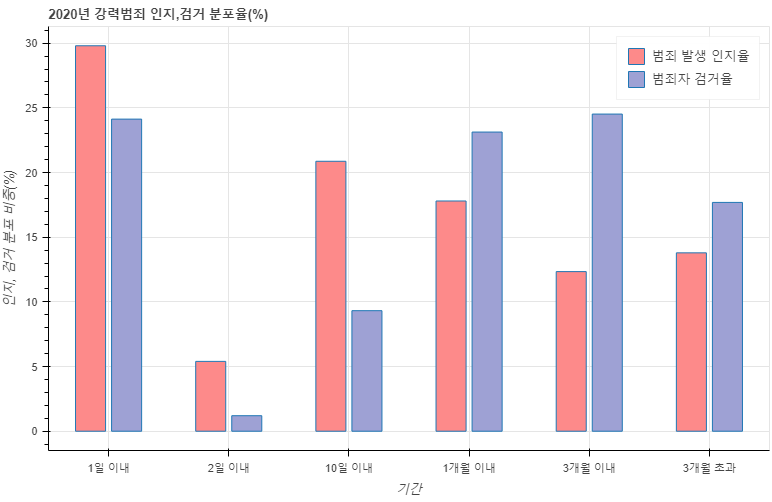 2020년 강력범죄 인지,검거 분포율(%)
범죄 발생 인지율
범죄자 검거율
인지, 검거 분포 비중(%)
30
25
20
15
10
5
0
1일 이내
2일 이내
10일 이내
1개월 이내
3개월 이내
3개월 초과
기간